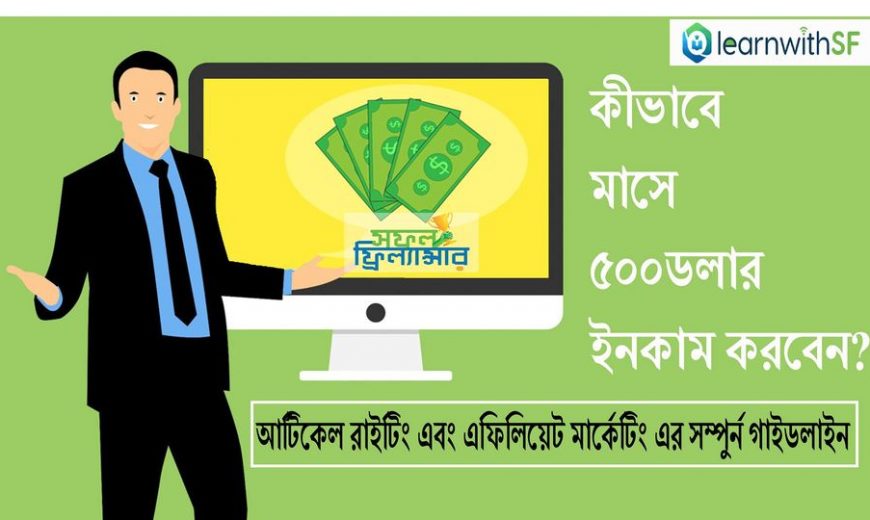 learnwithSF
কীভাবে
মাসে
৫০০ডলার
ইনকাম করবেন?
সফল
ফ্রিল্যান্সার
আর্টিকেল রাইটিং এবং এফিলিয়েট মার্কেটিং এর সম্পুর্ন গাইডলাইন